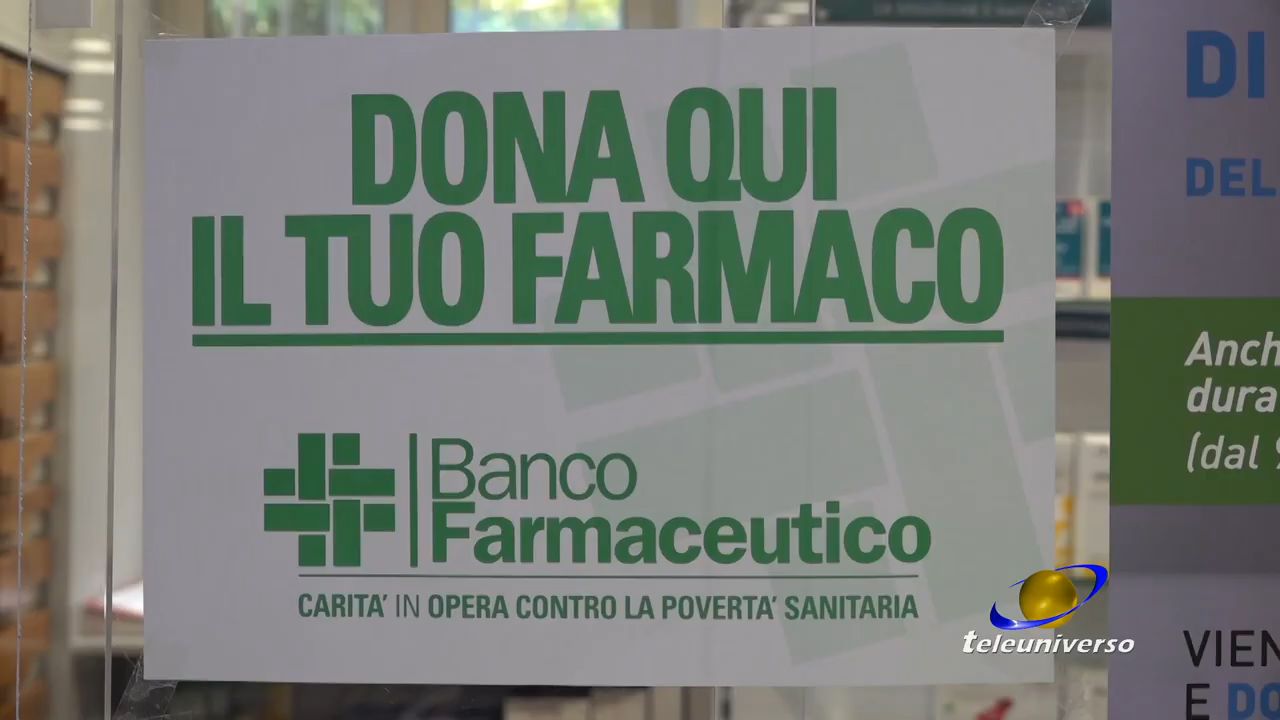 DONA QUI
IL TUO FARMACO
Banco
Farmaceutico
CARITA' IN OPERA CONTRO LA POVERTA' SANITARIA
teleuniverso
DI
DEL
Anch
dura
(dal
VIEN
E DO